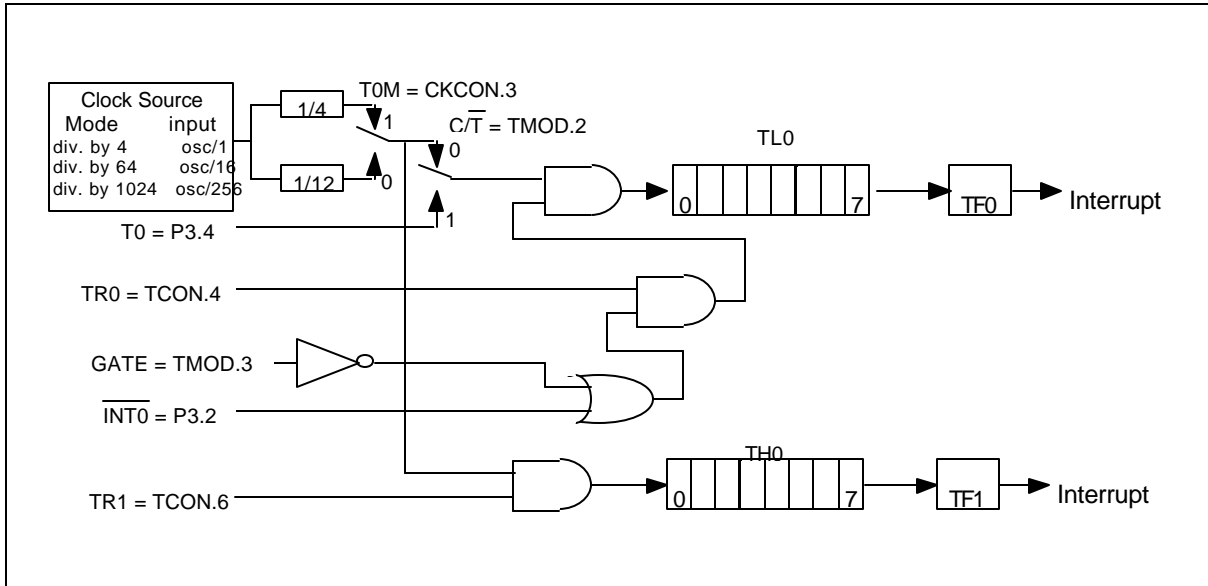 Clock Source
Mode input
div. by 4 osc/1
div. by 64 osc/16
div. by 1024 osc/256
1/4
1/12
T0M = CKCON.3
1
0
C/T̅ = TMOD.2
0
1
T0 = P3.4
TL0
0 7
TF0
Interrupt
TR0 = TCON.4
GATE = TMOD.3
I̅N̅T̅0̅ = P3.2
TR1 = TCON.6
TH0
0 7
TF1
Interrupt